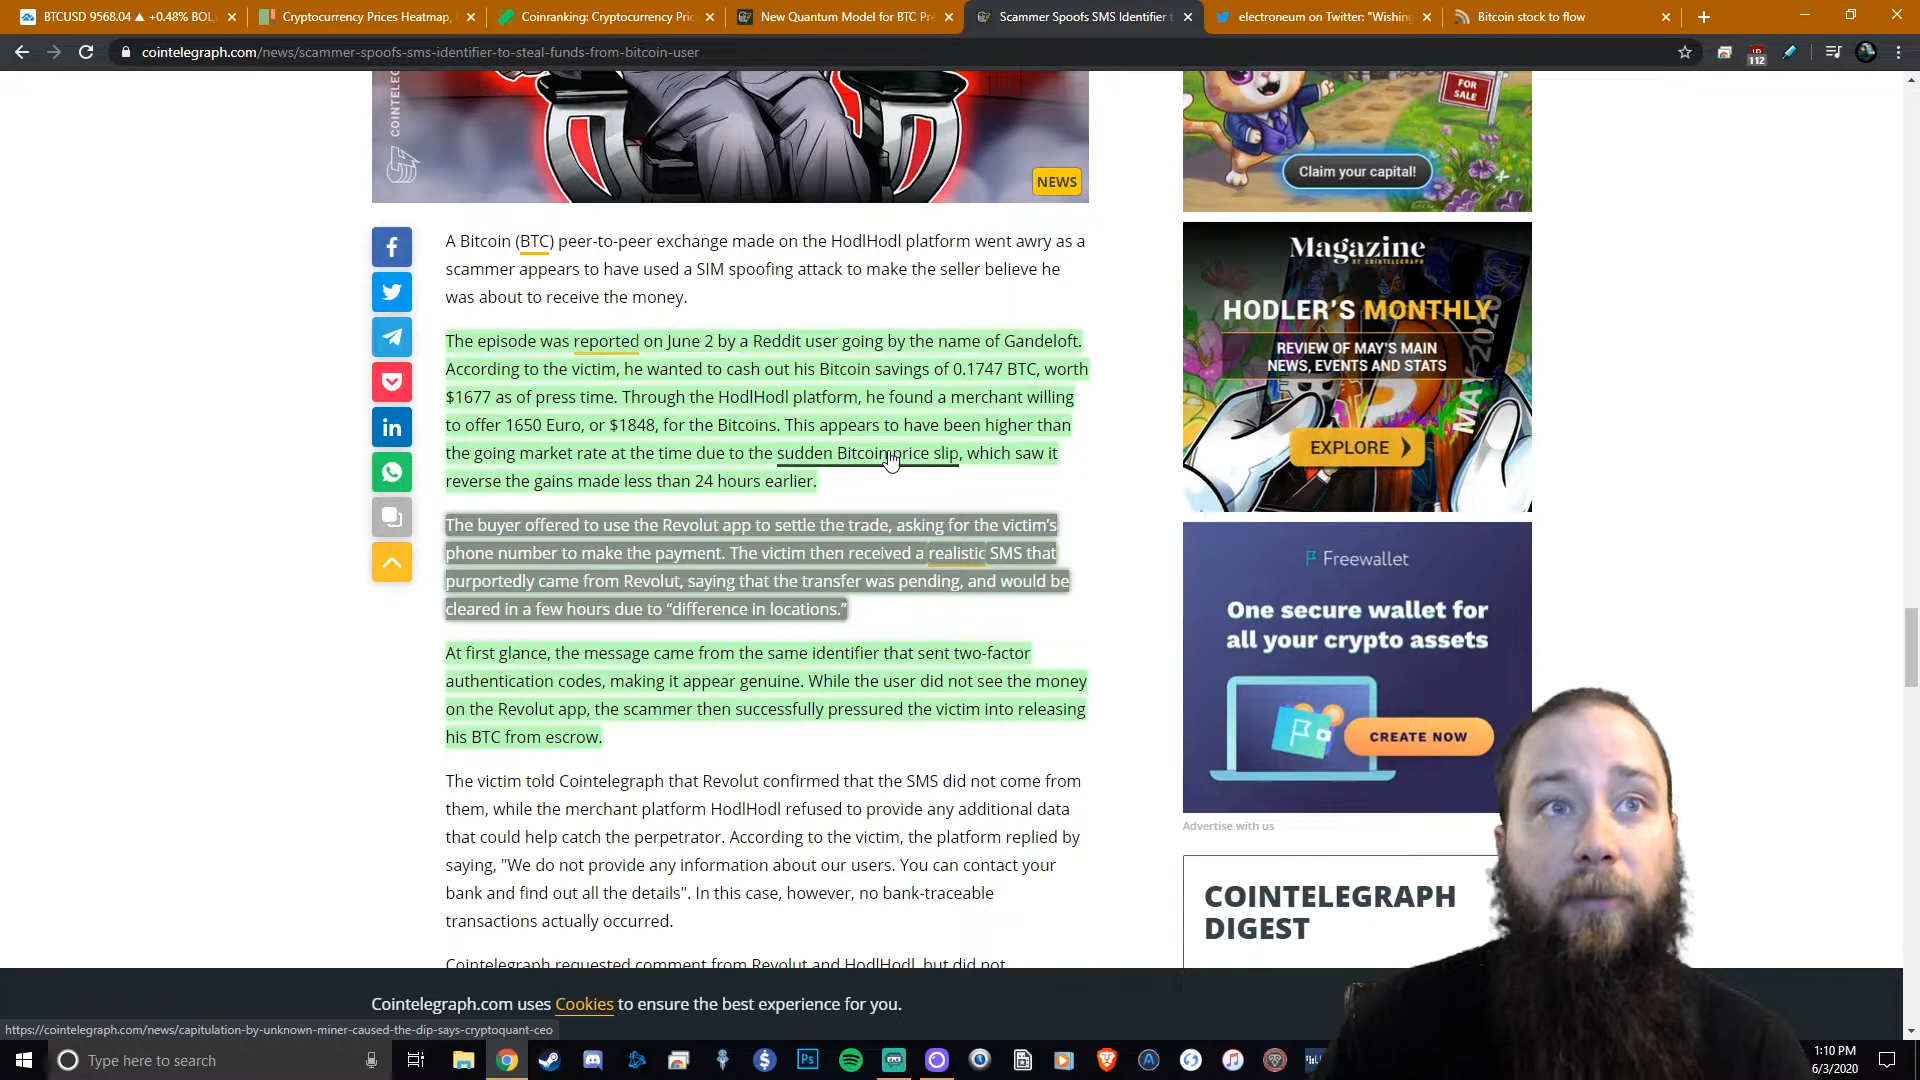 BTCUSD 9568.04 ▲ +0.48% BOL
Cryptocurrency Prices Heatmap,
Coinranking: Cryptocurrency Pric
New Quantum Model for BTC Pr
Scammer Spoofs SMS Identifier t
electroneum on Twitter: "Wishing
Bitcoin stock to flow
cointelegraph.com/news/scammer-spoofs-sms-identifier-to-steal-funds-from-bitcoin-user
112
COINTELEG
NEWS
FOR
SALE
Claim your capital!
A Bitcoin (BTC) peer-to-peer exchange made on the HodlHodl platform went awry as a
scammer appears to have used a SIM spoofing attack to make the seller believe he
was about to receive the money.
The episode was reported on June 2 by a Reddit user going by the name of Gandeloft.
According to the victim, he wanted to cash out his Bitcoin savings of 0.1747 BTC, worth
$1677 as of press time. Through the HodlHodl platform, he found a merchant willing
to offer 1650 Euro, or $1848, for the Bitcoins. This appears to have been higher than
the going market rate at the time due to the sudden Bitcoin price slip, which saw it
reverse the gains made less than 24 hours earlier.
The buyer offered to use the Revolut app to settle the trade, asking for the victim's
phone number to make the payment. The victim then received a realistic SMS that
purportedly came from Revolut, saying that the transfer was pending, and would be
cleared in a few hours due to “difference in locations.”
At first glance, the message came from the same identifier that sent two-factor
authentication codes, making it appear genuine. While the user did not see the money
on the Revolut app, the scammer then successfully pressured the victim into releasing
his BTC from escrow.
The victim told Cointelegraph that Revolut confirmed that the SMS did not come from
them, while the merchant platform HodlHodl refused to provide any additional data
that could help catch the perpetrator. According to the victim, the platform replied by
saying, "We do not provide any information about our users. You can contact your
bank and find out all the details". In this case, however, no bank-traceable
transactions actually occurred.
Cointelegraph requested comment from Revolut and HodlHodl, but did not
Magazine
BY COINTELEGRAPH
HODLER'S MONTHLY
REVIEW OF MAY'S MAIN
NEWS, EVENTS AND STATS
MAY 2020
EXPLORE
Freewallet
One secure wallet for
all your crypto assets
CREATE NOW
Advertise with us
COINTELEGRAPH
DIGEST
Cointelegraph.com uses Cookies to ensure the best experience for you.
https://cointelegraph.com/news/capitulation-by-unknown-miner-caused-the-dip-says-cryptoquant-ceo
Type here to search
Ps
1:10 PM
6/3/2020